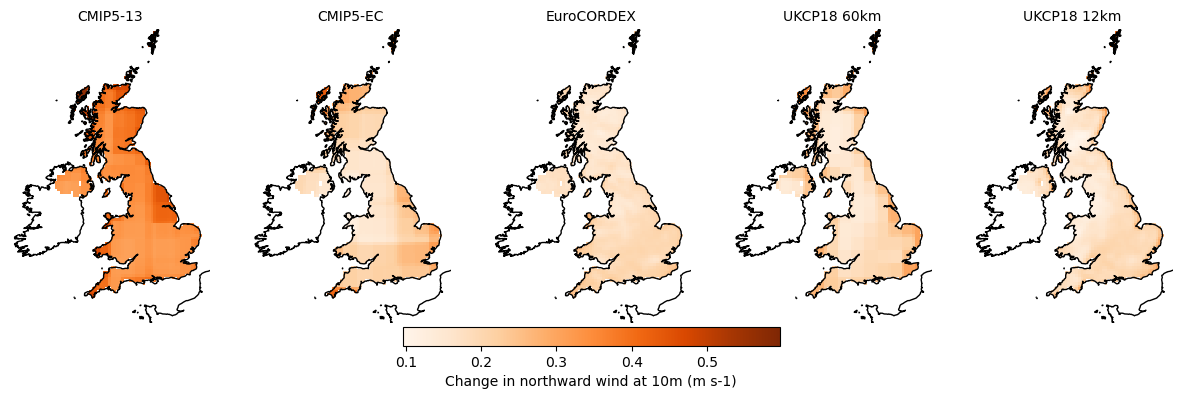 CMIP5-13 CMIP5-EC EuroCORDEX UKCP18 60km UKCP18 12km
0.1 0.2 0.3 0.4 0.5
Change in northward wind at 10m (m s-1)